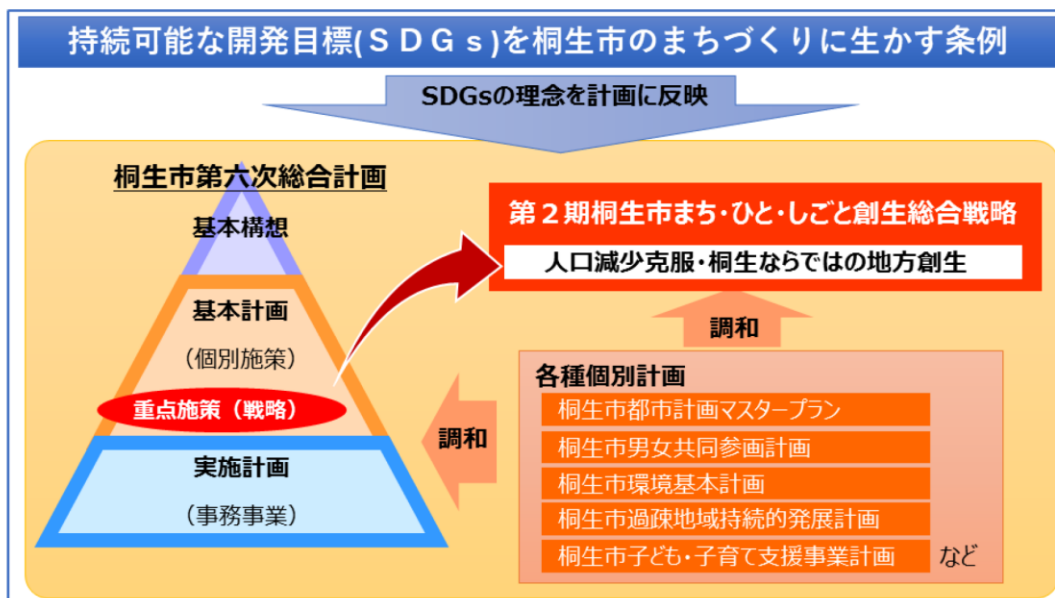 持続可能な開発目標(ＳＤＧｓ)を桐生市のまちづくりに生かす条例
SDGsの理念を計画に反映
桐生市第六次総合計画
基本構想
基本計画
（個別施策）
重点施策（戦略）
実施計画
（事務事業）
第２期桐生市まち・ひと・しごと創生総合戦略
人口減少克服・桐生ならではの地方創生
調和
調和
各種個別計画
桐生市都市計画マスタープラン
桐生市男女共同参画計画
桐生市環境基本計画
桐生市過疎地域持続的発展計画
桐生市子ども・子育て支援事業計画 など